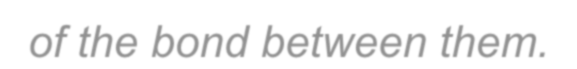 of the bond between them.